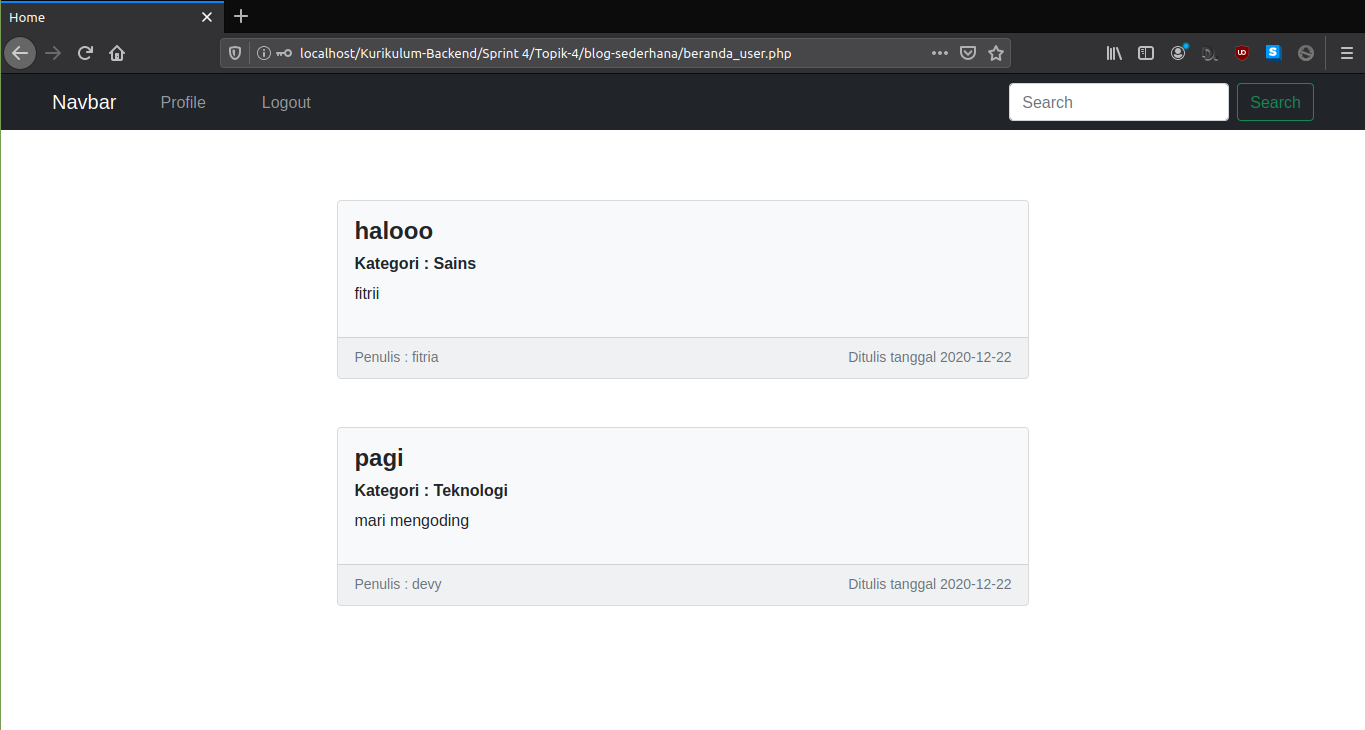 Home
localhost/Kurikulum-Backend/Sprint 4/Topik-4/blog-sederhana/beranda_user.php
Navbar Profile Logout Search Search
halooo
Kategori : Sains
fitrii
Penulis : fitria Ditulis tanggal 2020-12-22
pagi
Kategori : Teknologi
mari mengoding
Penulis : devy Ditulis tanggal 2020-12-22